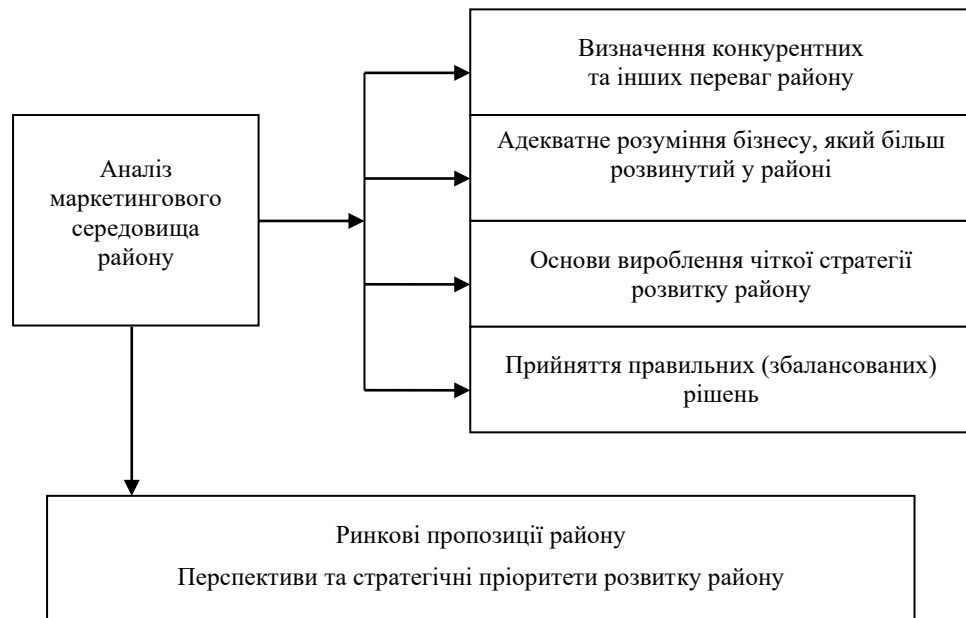 Аналіз
маркетингового
середовища
району
Визначення конкурентних
та інших переваг району
Адекватне розуміння бізнесу, який більш
розвинутий у районі
Основи вироблення чіткої стратегії
розвитку району
Прийняття правильних (збалансованих)
рішень
Ринкові пропозиції району
Перспективи та стратегічні пріоритети розвитку району